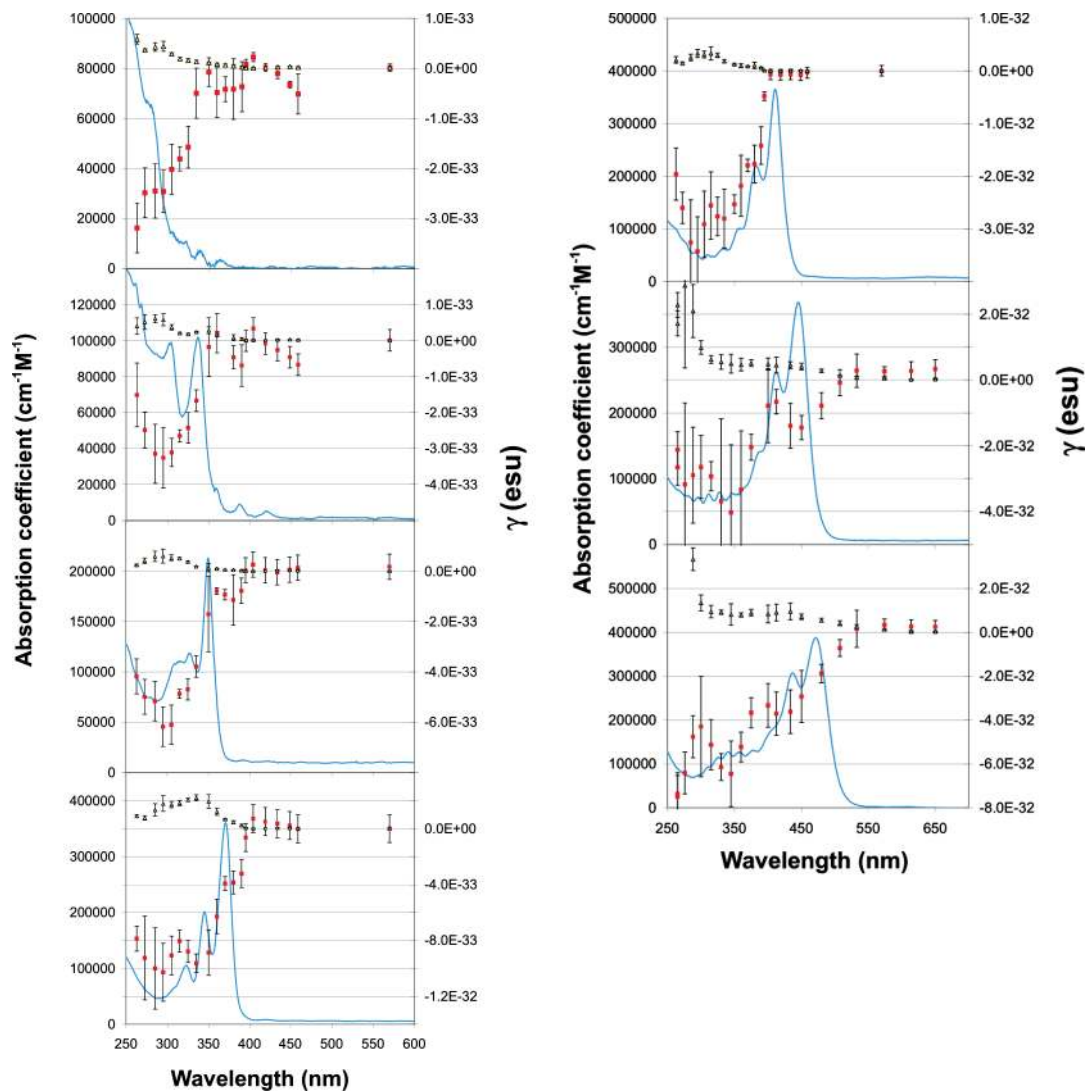 100000
80000
60000
40000
20000
0
1.0E-33
0.0E+00
-1.0E-33
-2.0E-33
-3.0E-33
120000
100000
80000
60000
40000
20000
0
1.0E-33
0.0E+00
-1.0E-33
-2.0E-33
-3.0E-33
-4.0E-33
200000
150000
100000
50000
0
0.0E+00
-2.0E-33
-4.0E-33
-6.0E-33
400000
350000
300000
250000
200000
150000
100000
50000
0
0.0E+00
-4.0E-33
-8.0E-33
-1.2E-32
250 300 350 400 450 500 550 600
Absorption coefficient (cm-1M-1)
γ (esu)
Wavelength (nm)
500000
400000
300000
200000
100000
0
1.0E-32
0.0E+00
-1.0E-32
-2.0E-32
-3.0E-32
300000
200000
100000
0
2.0E-32
0.0E+00
-2.0E-32
-4.0E-32
500000
400000
300000
200000
100000
0
2.0E-32
0.0E+00
-2.0E-32
-4.0E-32
-6.0E-32
-8.0E-32
250 350 450 550 650
Absorption coefficient (cm-1M-1)
γ (esu)
Wavelength (nm)